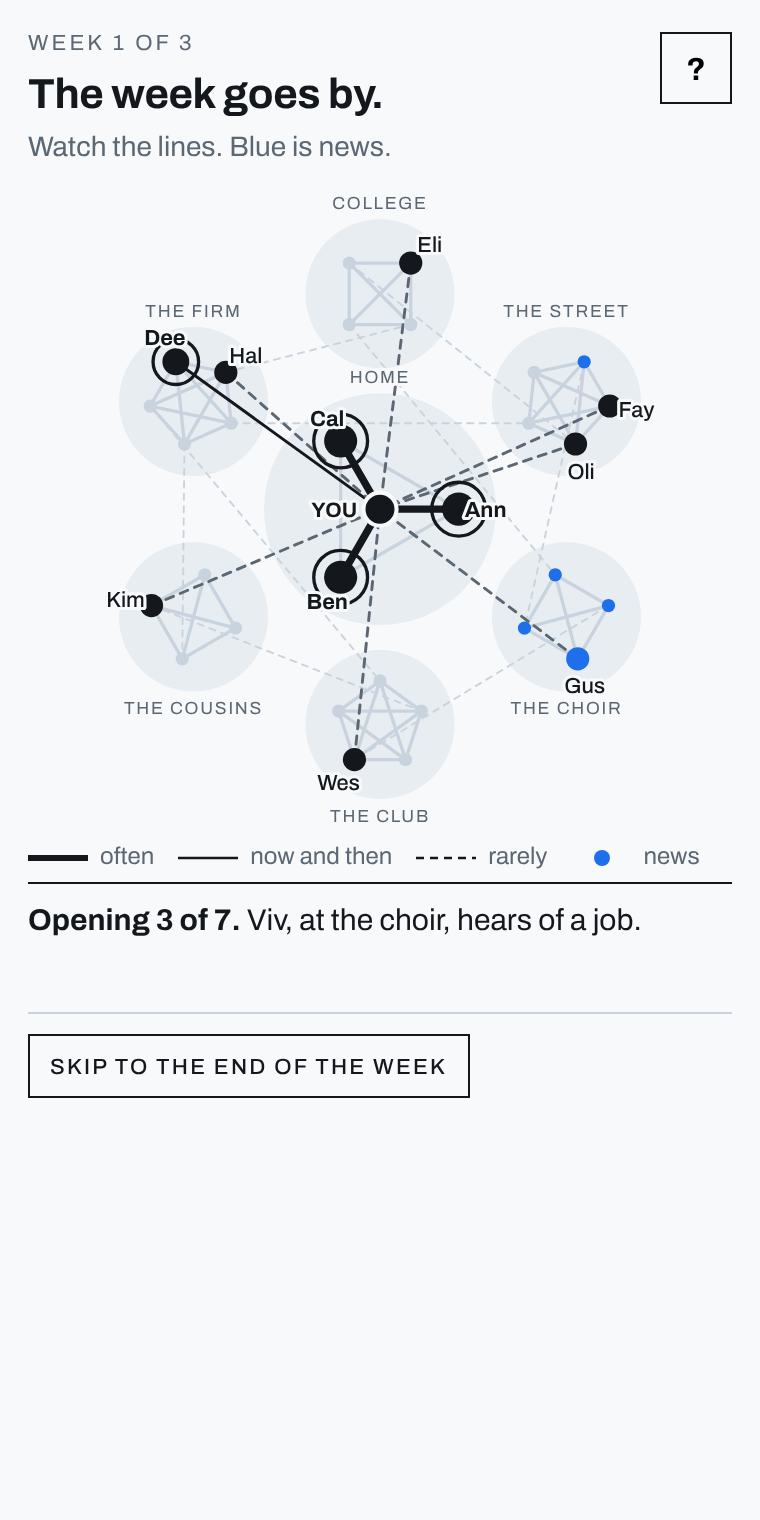 WEEK 1 OF 3
?
The week goes by.
Watch the lines. Blue is news.
COLLEGE
Eli
THE FIRM
THE STREET
Dee
Hal
HOME
Fay
Cal
Oli
YOU
Ann
Kim
Ben
Gus
THE COUSINS
THE CHOIR
Wes
THE CLUB
often
now and then
rarely
news
Opening 3 of 7. Viv, at the choir, hears of a job.
SKIP TO THE END OF THE WEEK